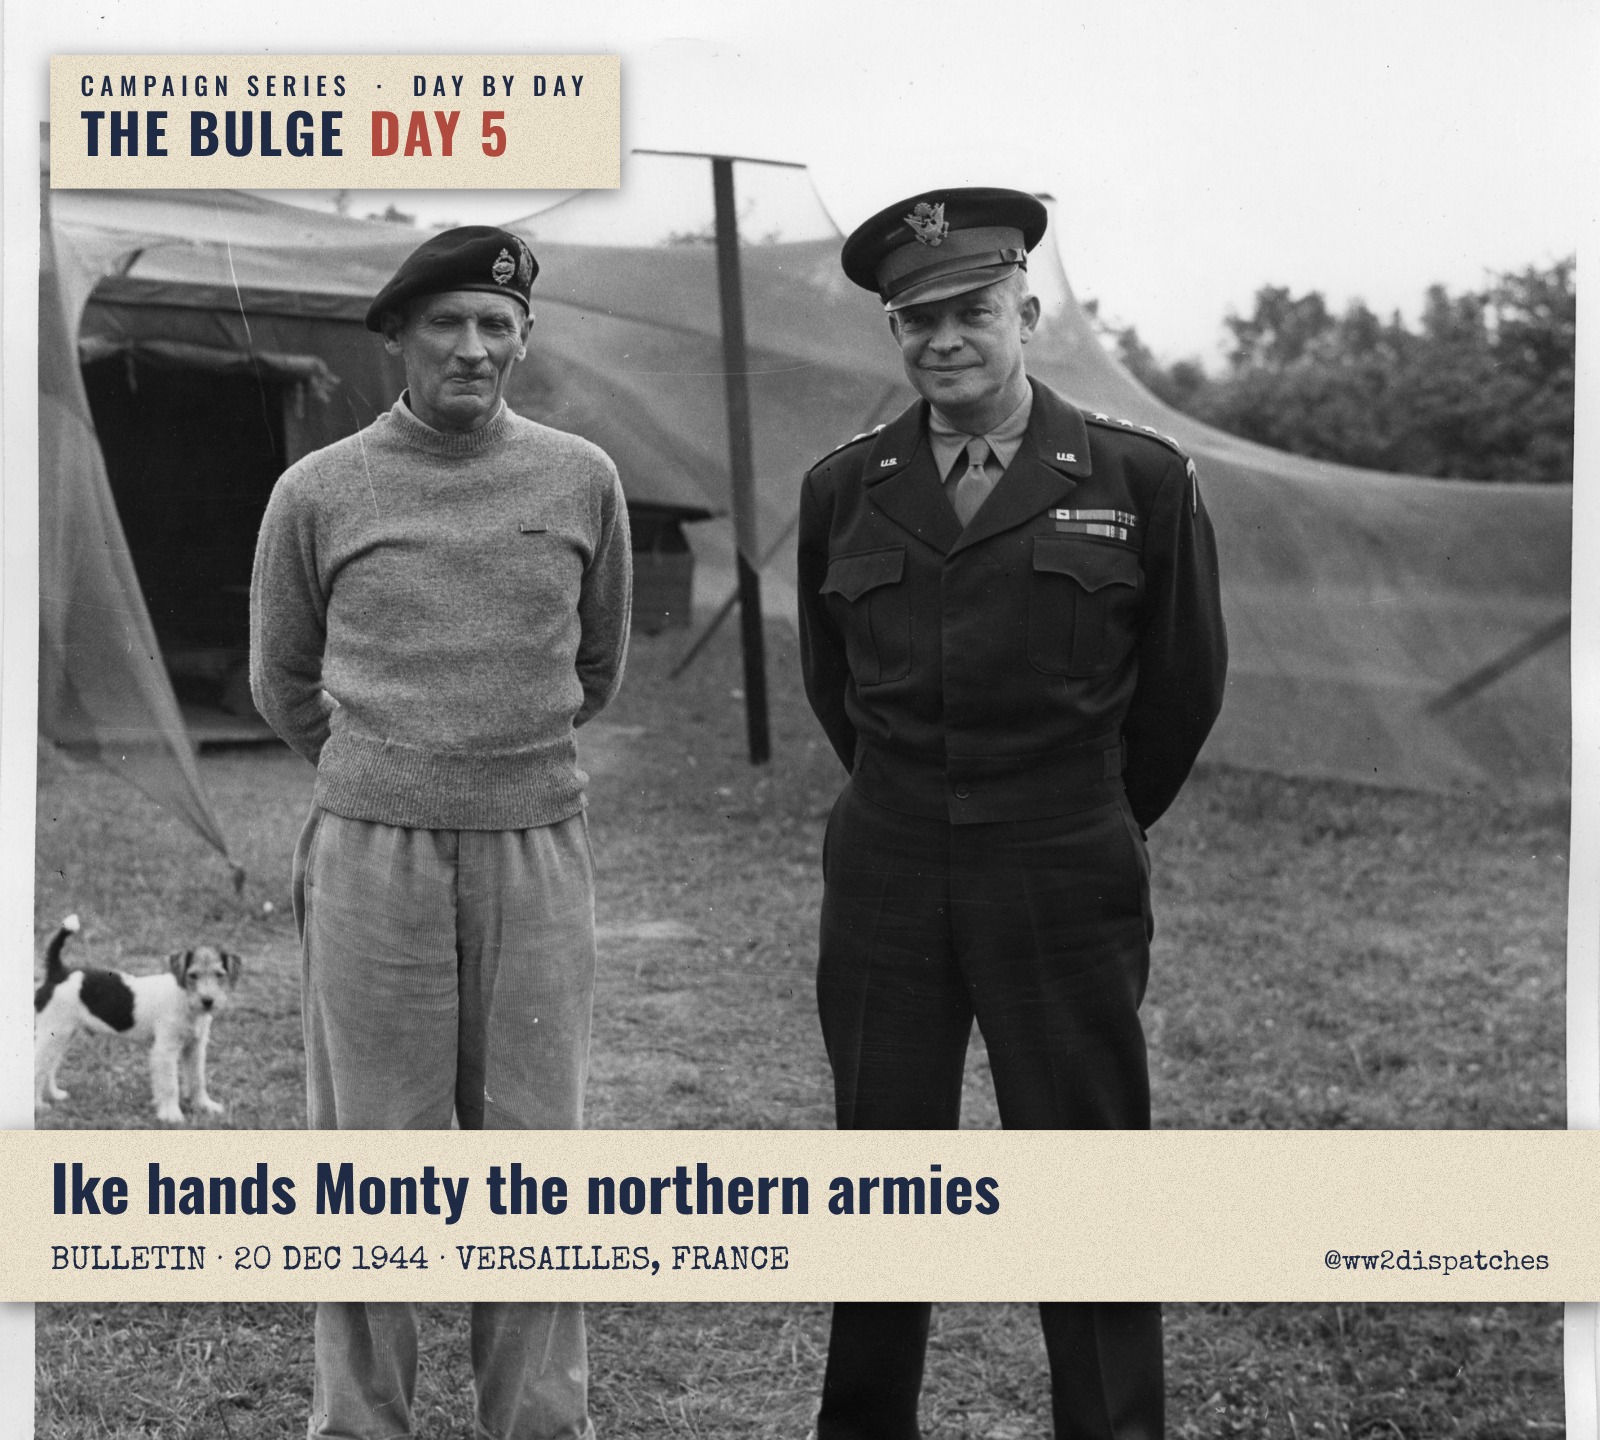 CAMPAIGN SERIES · DAY BY DAY
THE BULGE DAY 5
U.S.
U.S.
Ike hands Monty the northern armies
BULLETIN · 20 DEC 1944 · VERSAILLES, FRANCE
@ww2dispatches